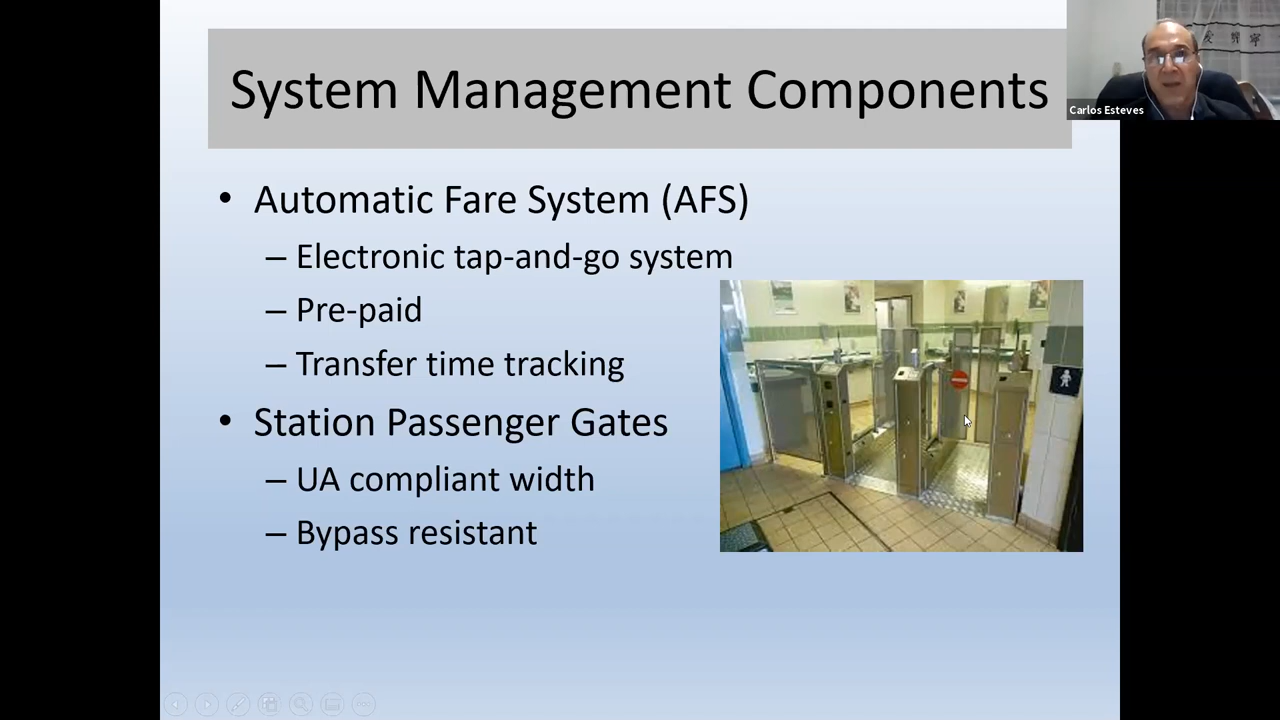 System Management Components
Carlos Esteves
• Automatic Fare System (AFS)
– Electronic tap-and-go system
– Pre-paid
– Transfer time tracking
• Station Passenger Gates
– UA compliant width
– Bypass resistant